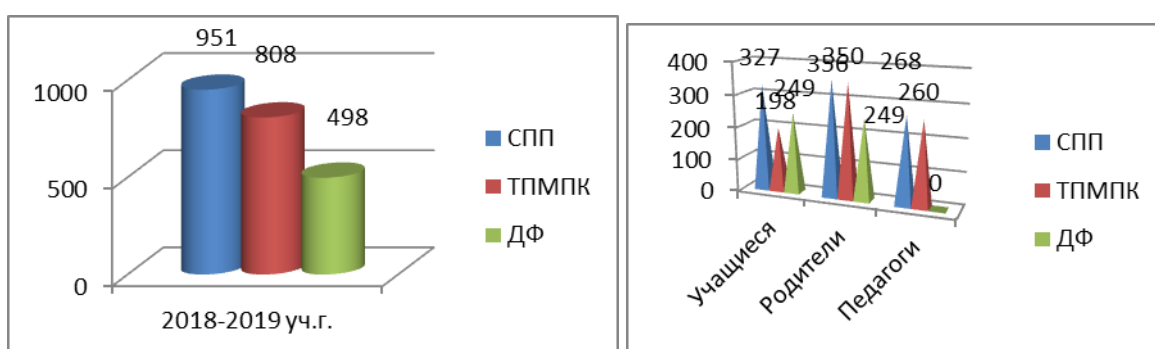 951
808
498
1000
500
0
2018-2019 уч.г.
СПП
ТПМПК
ДФ
327
198
249
356
350
249
268
260
0
400
300
200
100
0
Учащиеся
Родители
Педагоги
СПП
ТПМПК
ДФ